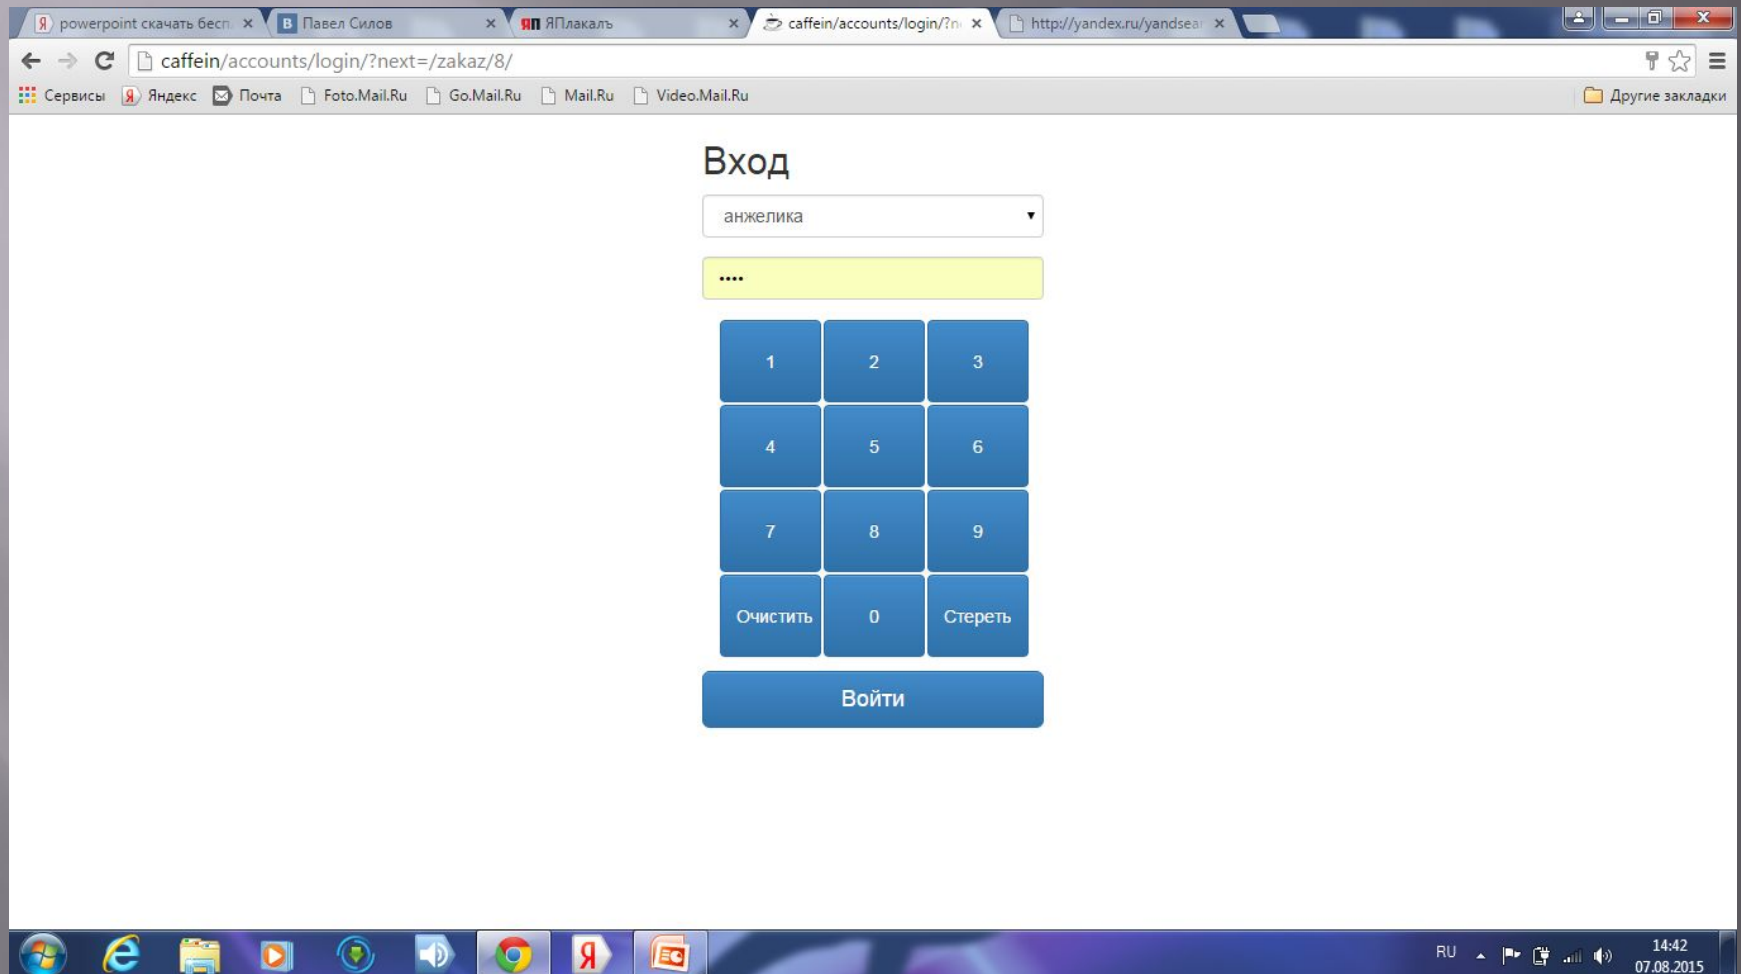 powerpoint скачать бесп
Павел Силов
ЯПлакалъ
caffein/accounts/login/?n
http://yandex.ru/yandsear
caffein/accounts/login/?next=/zakaz/8/
Сервисы Яндекс Почта Foto.Mail.Ru Go.Mail.Ru Mail.Ru Video.Mail.Ru Другие закладки
Вход
анжелика
••••
1 2 3
4 5 6
7 8 9
Очистить 0 Стереть
Войти
RU 14:42
07.08.2015